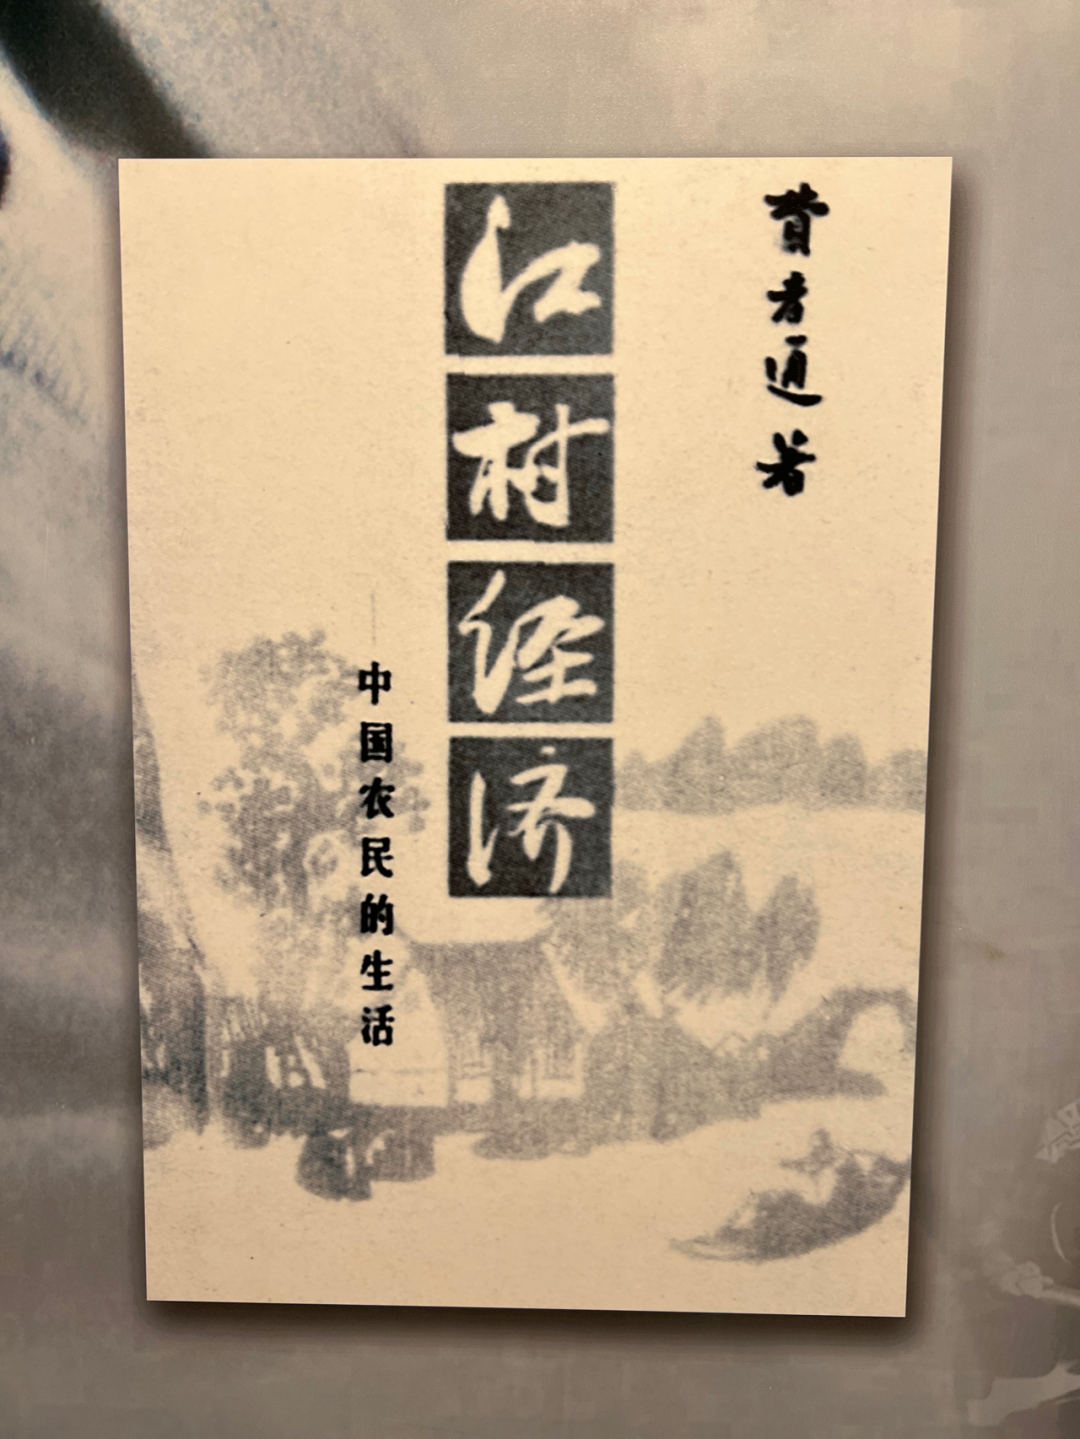 费孝通 著
江村经济
——中国农民的生活